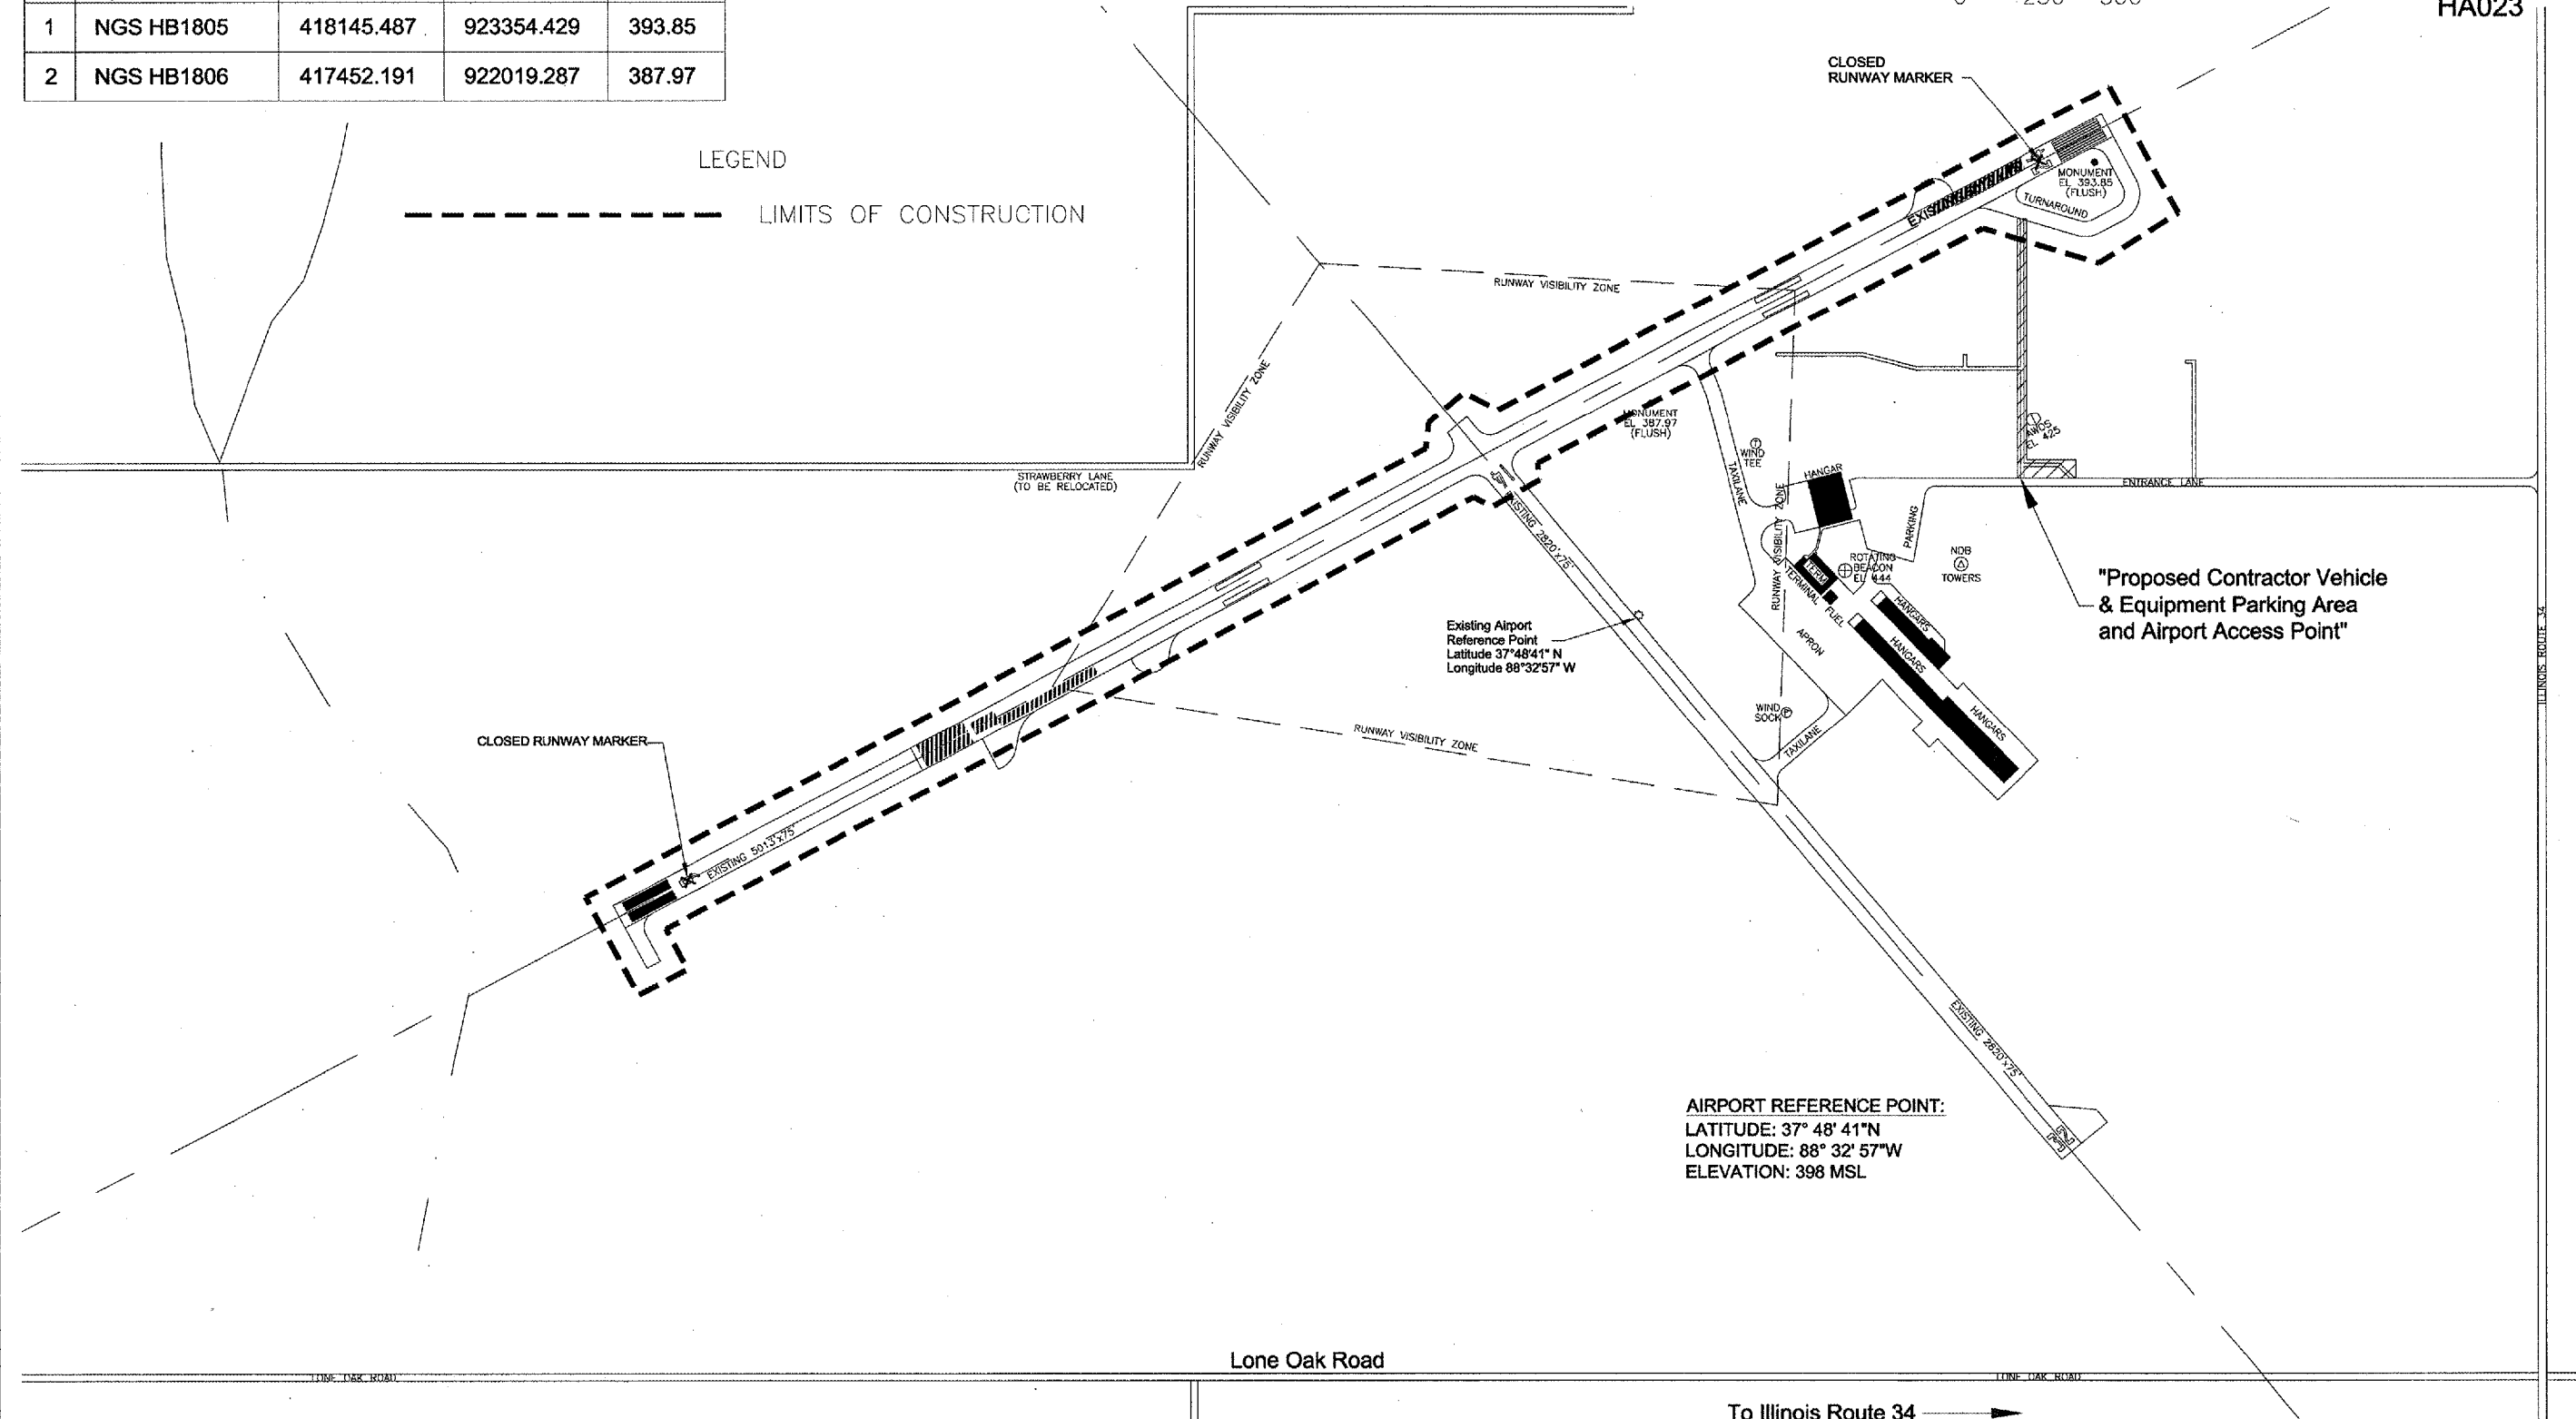 1 NGS HB1805 418145.487 923354.429 393.85
2 NGS HB1806 417452.191 922019.287 387.97
HA023
LEGEND
LIMITS OF CONSTRUCTION
CLOSED
RUNWAY MARKER
MONUMENT
EL 393.85
(FLUSH)
TURNAROUND
RUNWAY VISIBILITY ZONE
RUNWAY VISIBILITY ZONE
MONUMENT
EL 387.97
(FLUSH)
WIND
TEE
TAXILANE
AWOS
EL 425
STRAWBERRY LANE
(TO BE RELOCATED)
HANGAR
ENTRANCE LANE
PARKING
EXISTING 2820'x75'
RUNWAY VISIBILITY ZONE
ROTATING
BEACON
EL 444
NDB
TOWERS
TERM
TERMINAL
FUEL
HANGARS
HANGARS
HANGARS
APRON
"Proposed Contractor Vehicle
& Equipment Parking Area
and Airport Access Point"
ILLINOIS ROUTE 34
Existing Airport
Reference Point
Latitude 37°48'41" N
Longitude 88°32'57" W
WIND
SOCK
TAXILANE
RUNWAY VISIBILITY ZONE
CLOSED RUNWAY MARKER
EXISTING 5013'x75'
EXISTING 2820'x75'
AIRPORT REFERENCE POINT:
LATITUDE: 37° 48' 41"N
LONGITUDE: 88° 32' 57"W
ELEVATION: 398 MSL
Lone Oak Road
LONE OAK ROAD
LONE OAK ROAD
To Illinois Route 34